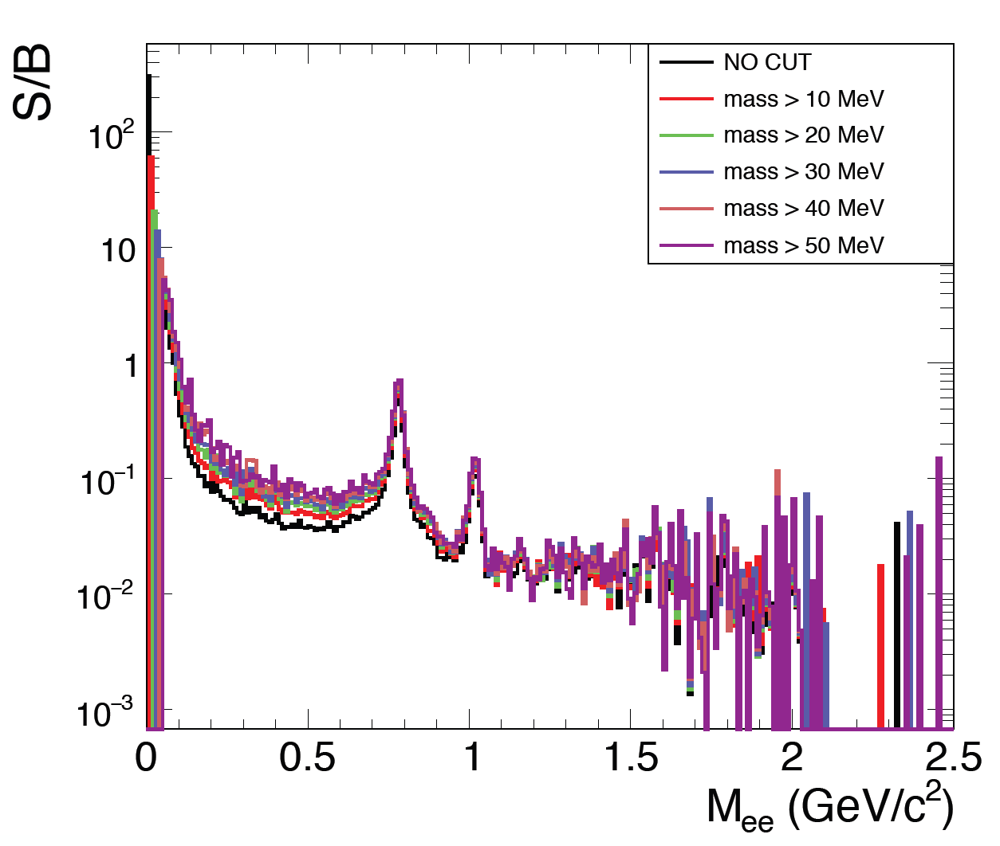 S/B
NO CUT
mass > 10 MeV
mass > 20 MeV
mass > 30 MeV
mass > 40 MeV
mass > 50 MeV
10²
10
1
10⁻¹
10⁻²
10⁻³
0 0.5 1 1.5 2 2.5
M_ee (GeV/c²)